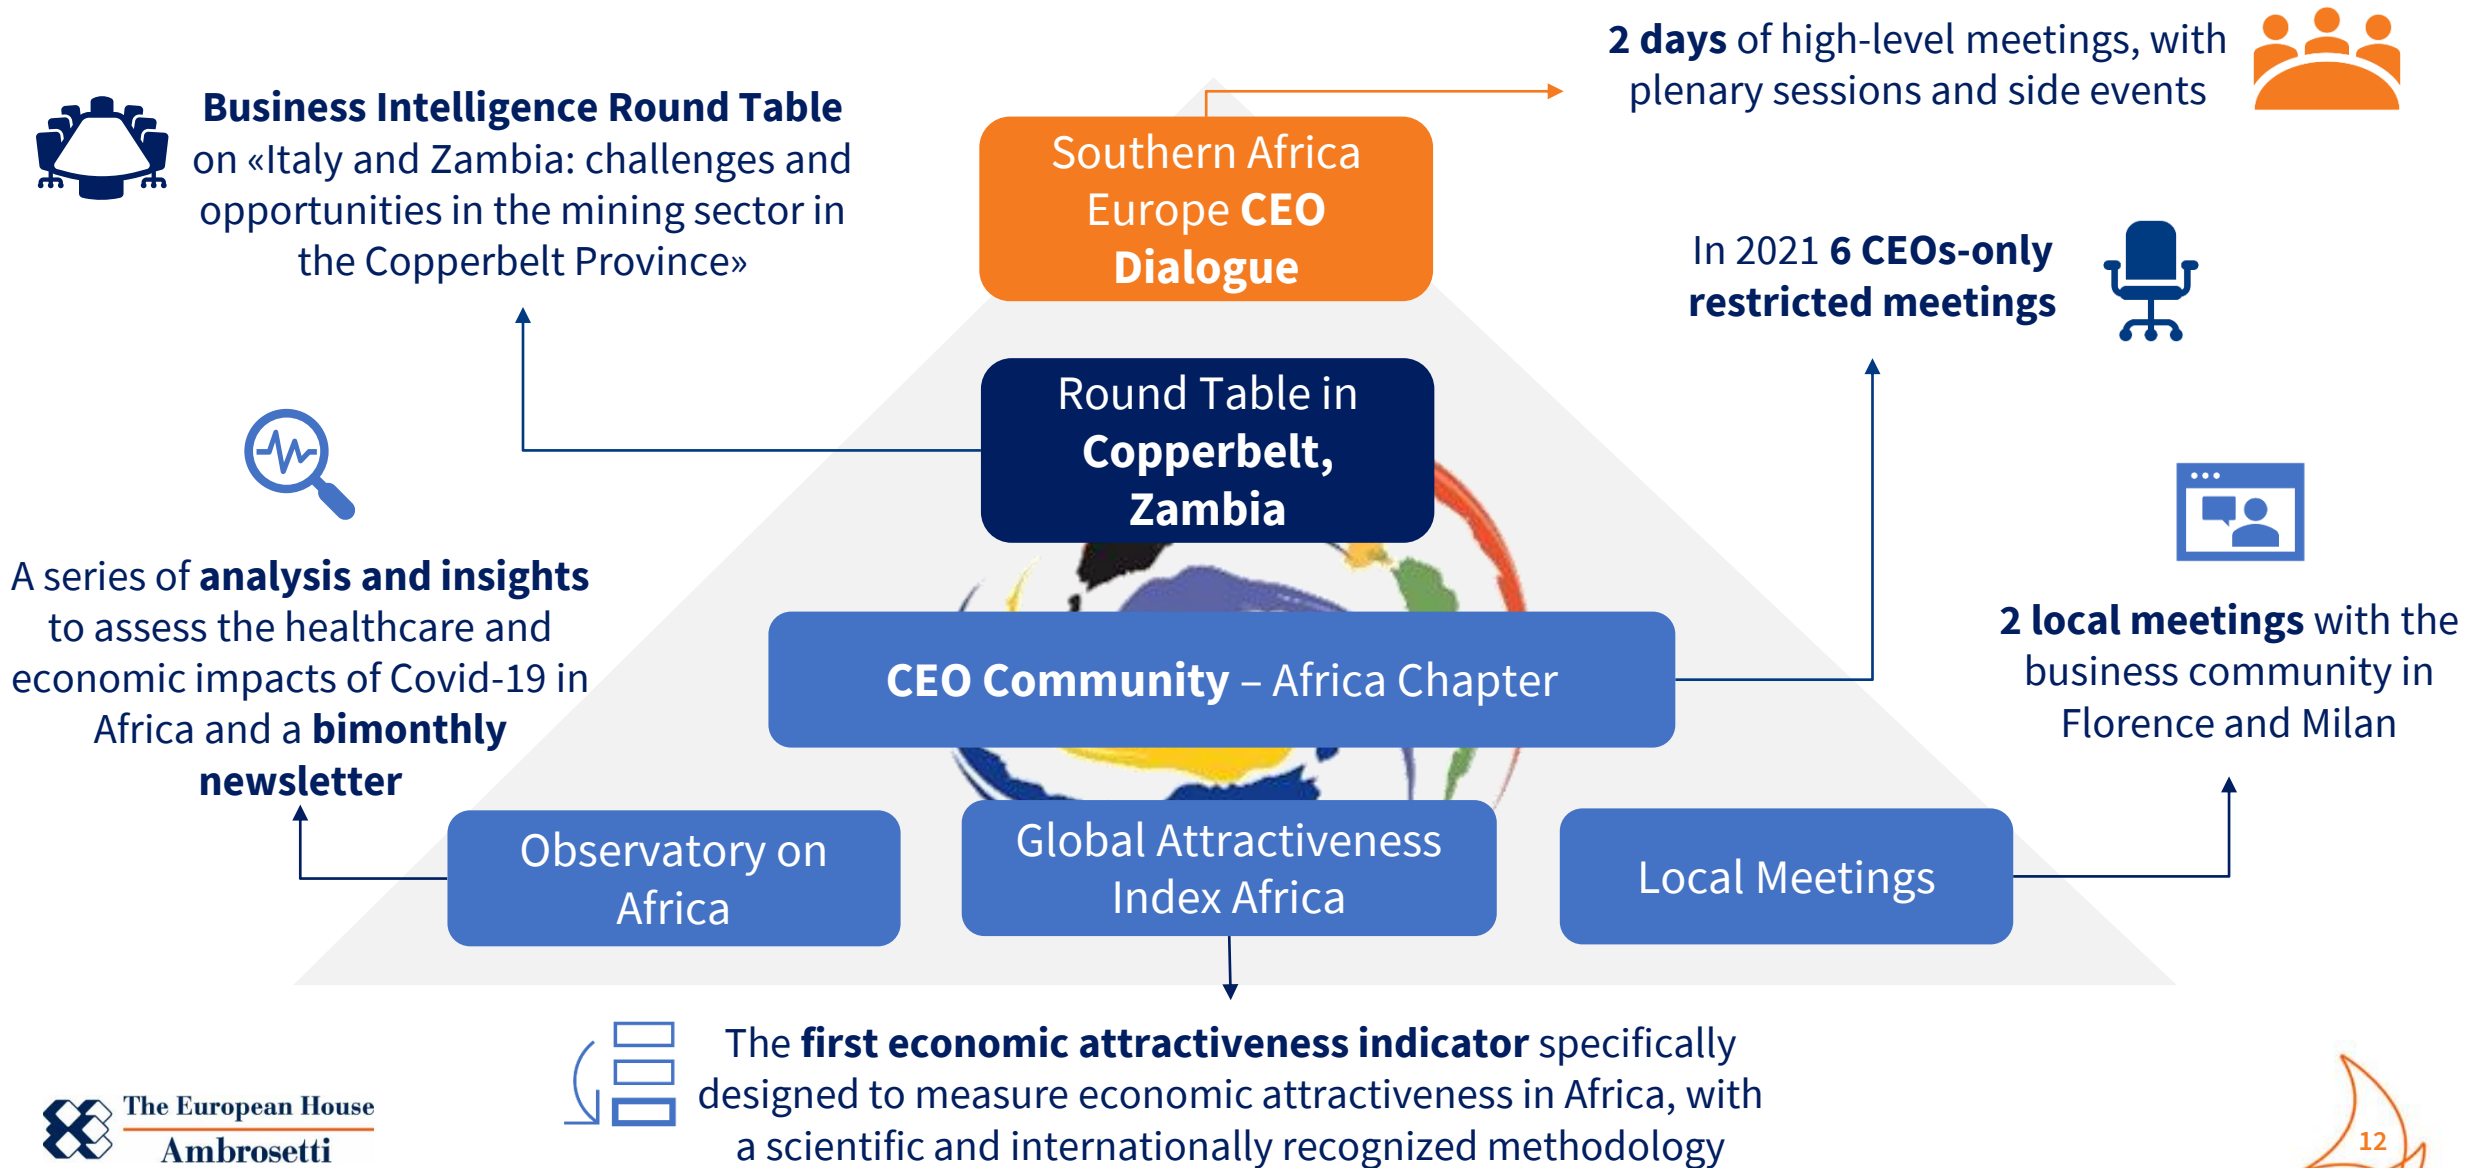 2 days of high-level meetings, with
plenary sessions and side events
Business Intelligence Round Table
on «Italy and Zambia: challenges and
opportunities in the mining sector in
the Copperbelt Province»
Southern Africa
Europe CEO
Dialogue
In 2021 6 CEOs-only
restricted meetings
Round Table in
Copperbelt,
Zambia
A series of analysis and insights
to assess the healthcare and
economic impacts of Covid-19 in
Africa and a bimonthly
newsletter
2 local meetings with the
business community in
Florence and Milan
CEO Community – Africa Chapter
Observatory on
Africa
Global Attractiveness
Index Africa
Local Meetings
The first economic attractiveness indicator specifically
designed to measure economic attractiveness in Africa, with
a scientific and internationally recognized methodology
The European House
Ambrosetti
12